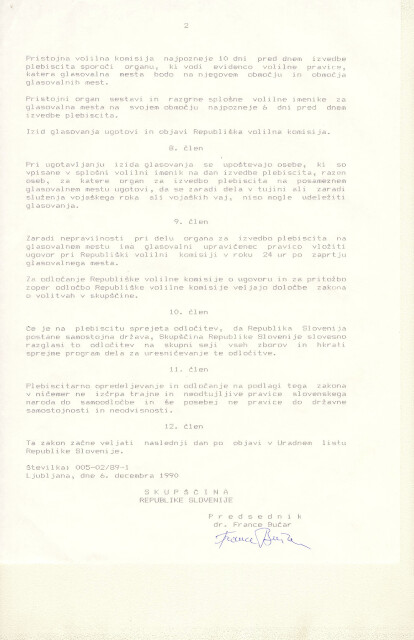 2
Pristojna volilna komisija najpozneje 10 dni pred dnem izvedbe
plebiscita sporoči organu, ki vodi evidenco volilne pravice,
katera glasovalna mesta bodo na njegovem območju in območja
glasovalnih mest.
Pristojni organ sestavi in razgrne splošne volilne imenike za
glasovalna mesta na svojem območju najpozneje 6 dni pred dnem
izvedbe plebiscita.
Izid glasovanja ugotovi in objavi Republiška volilna komisija.
8. člen
Pri ugotavljanju izida glasovanja se upoštevajo osebe, ki so
vpisane v splošni volilni imenik na dan izvedbe plebiscita, razen
oseb, za katere organ za izvedbo plebiscita na posameznem
glasovalnem mestu ugotovi, da se zaradi dela v tujini ali zaradi
služenja vojaškega roka ali vojaških vaj, niso mogle udeležiti
glasovanja.
9. člen
Zaradi nepravilnosti pri delu organa za izvedbo plebiscita na
glasovalnem mestu ima glasovalni upravičenec pravico vložiti
ugovor pri Republiški volilni komisiji v roku 24 ur po zaprtju
glasovalnega mesta.
Za odločanje Republiške volilne komisije o ugovoru in za pritožbo
zoper odločbo Republiške volilne komisije veljajo določbe zakona
o volitvah v skupščine.
10. člen
Če je na plebiscitu sprejeta odločitev, da Republika Slovenija
postane samostojna država, Skupščina Republike Slovenije slovesno
razglasi to odločitev na skupni seji vseh zborov in hkrati
sprejme program dela za uresničevanje te odločitve.
11. člen
Plebiscitarno opredeljevanje in odločanje na podlagi tega zakona
v ničemer ne izčrpa trajne in neodtujljive pravice slovenskega
naroda do samoodločbe in še posebej ne pravice do državne
samostojnosti in neodvisnosti.
12. člen
Ta zakon začne veljati naslednji dan po objavi v Uradnem listu
Republike Slovenije.
Številka: 005-02/89-1
Ljubljana, dne 6. decembra 1990
SKUPŠČINA
REPUBLIKE SLOVENIJE
Predsednik
dr. France Bučar
France Bučar